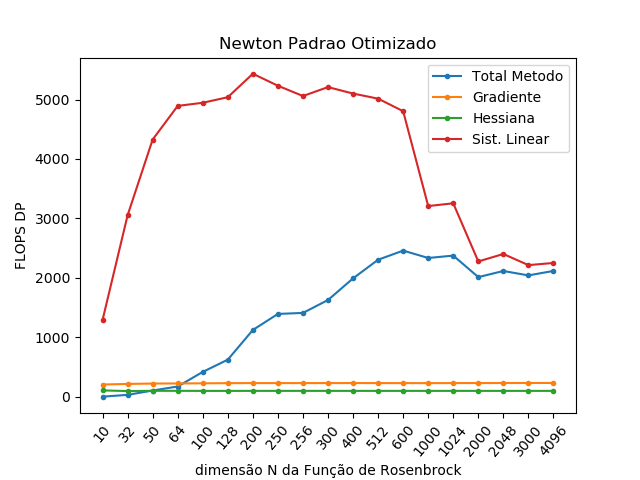 Newton Padrao Otimizado
Total Metodo
Gradiente
Hessiana
Sist. Linear
FLOPS DP
5000
4000
3000
2000
1000
0
10 32 50 64 100 128 200 250 256 300 400 512 600 1000 1024 2000 2048 3000 4096
dimensão N da Função de Rosenbrock